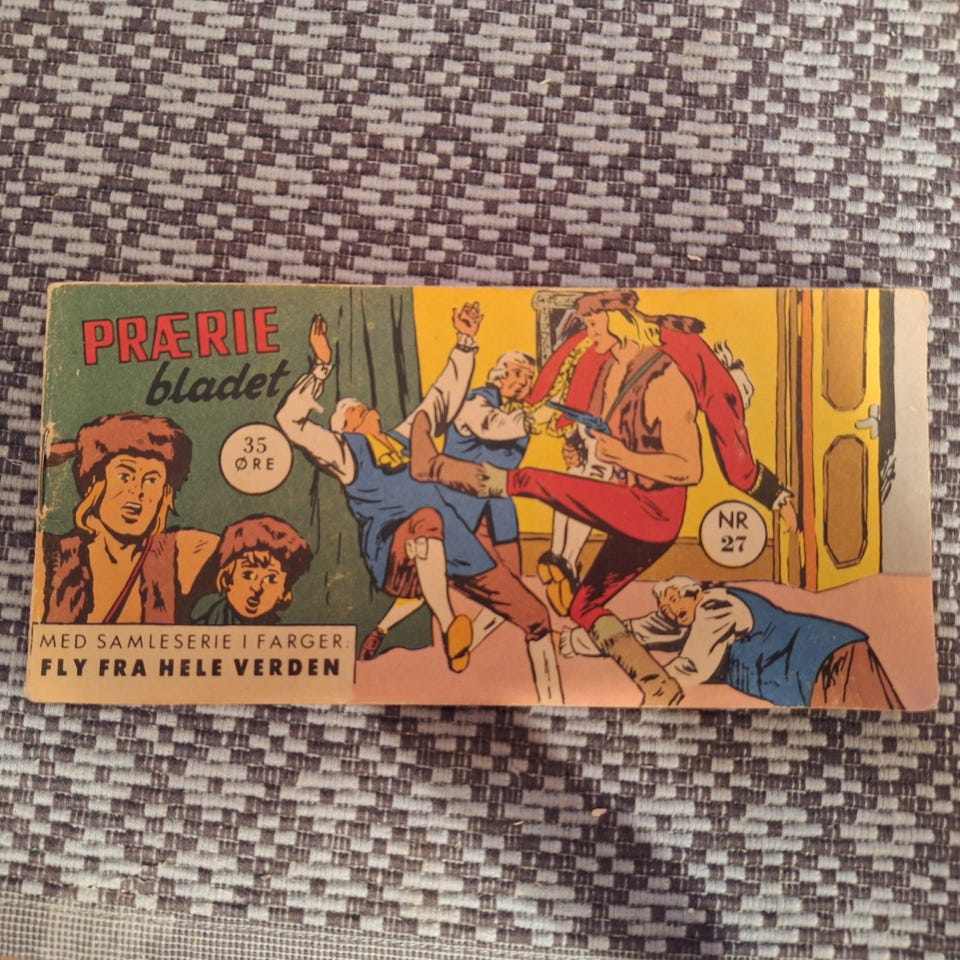 PRÆRIE
bladet
35
ØRE
NR
27
MED SAMLESERIE I FARGER:
FLY FRA HELE VERDEN